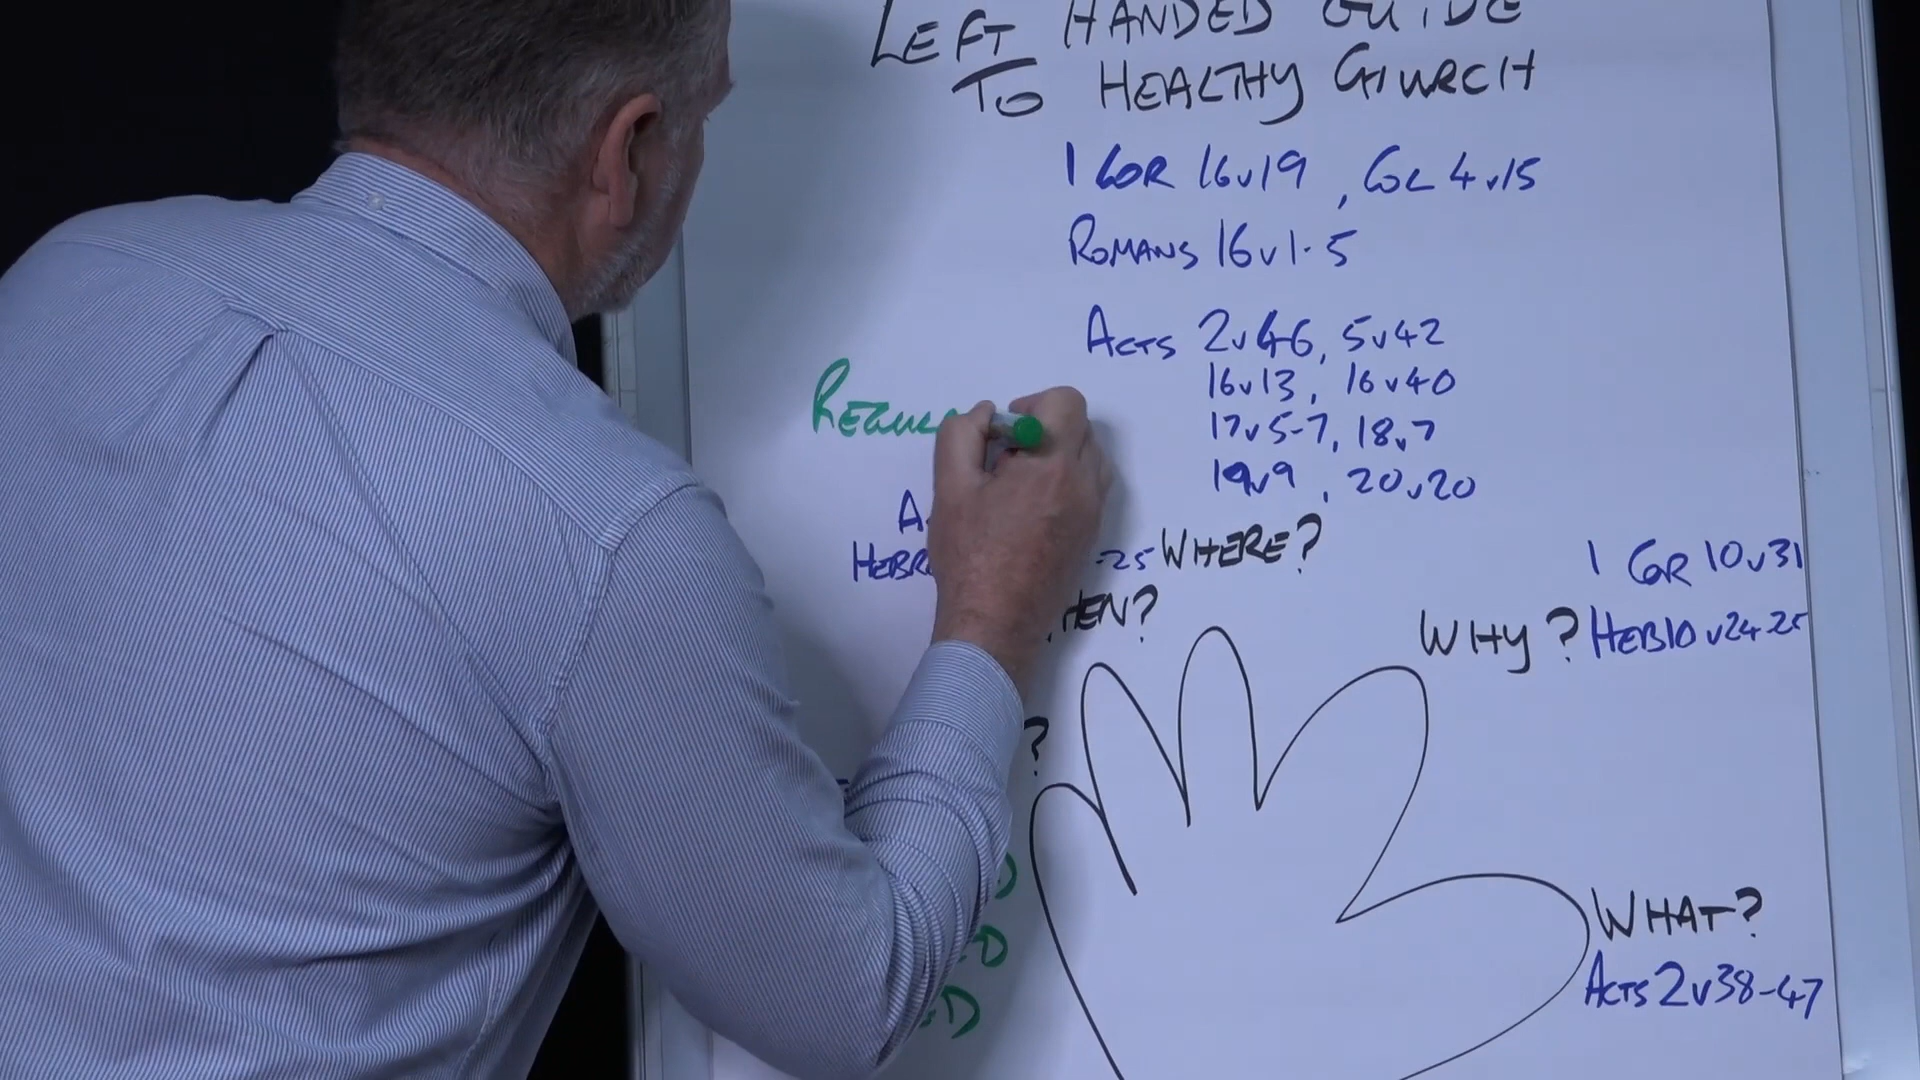 LEFT HANDED GUIDE
TO HEALTHY CHURCH
1 COR 16v19, COL 4v15
ROMANS 16v1-5
ACTS 2v46, 5v42
16v13, 16v40
17v5-7, 18v7
19v9, 20v20
-25 WHERE?
1 COR 10v31
WHY? HEB10v24-25
WHAT?
ACTS 2v38-47